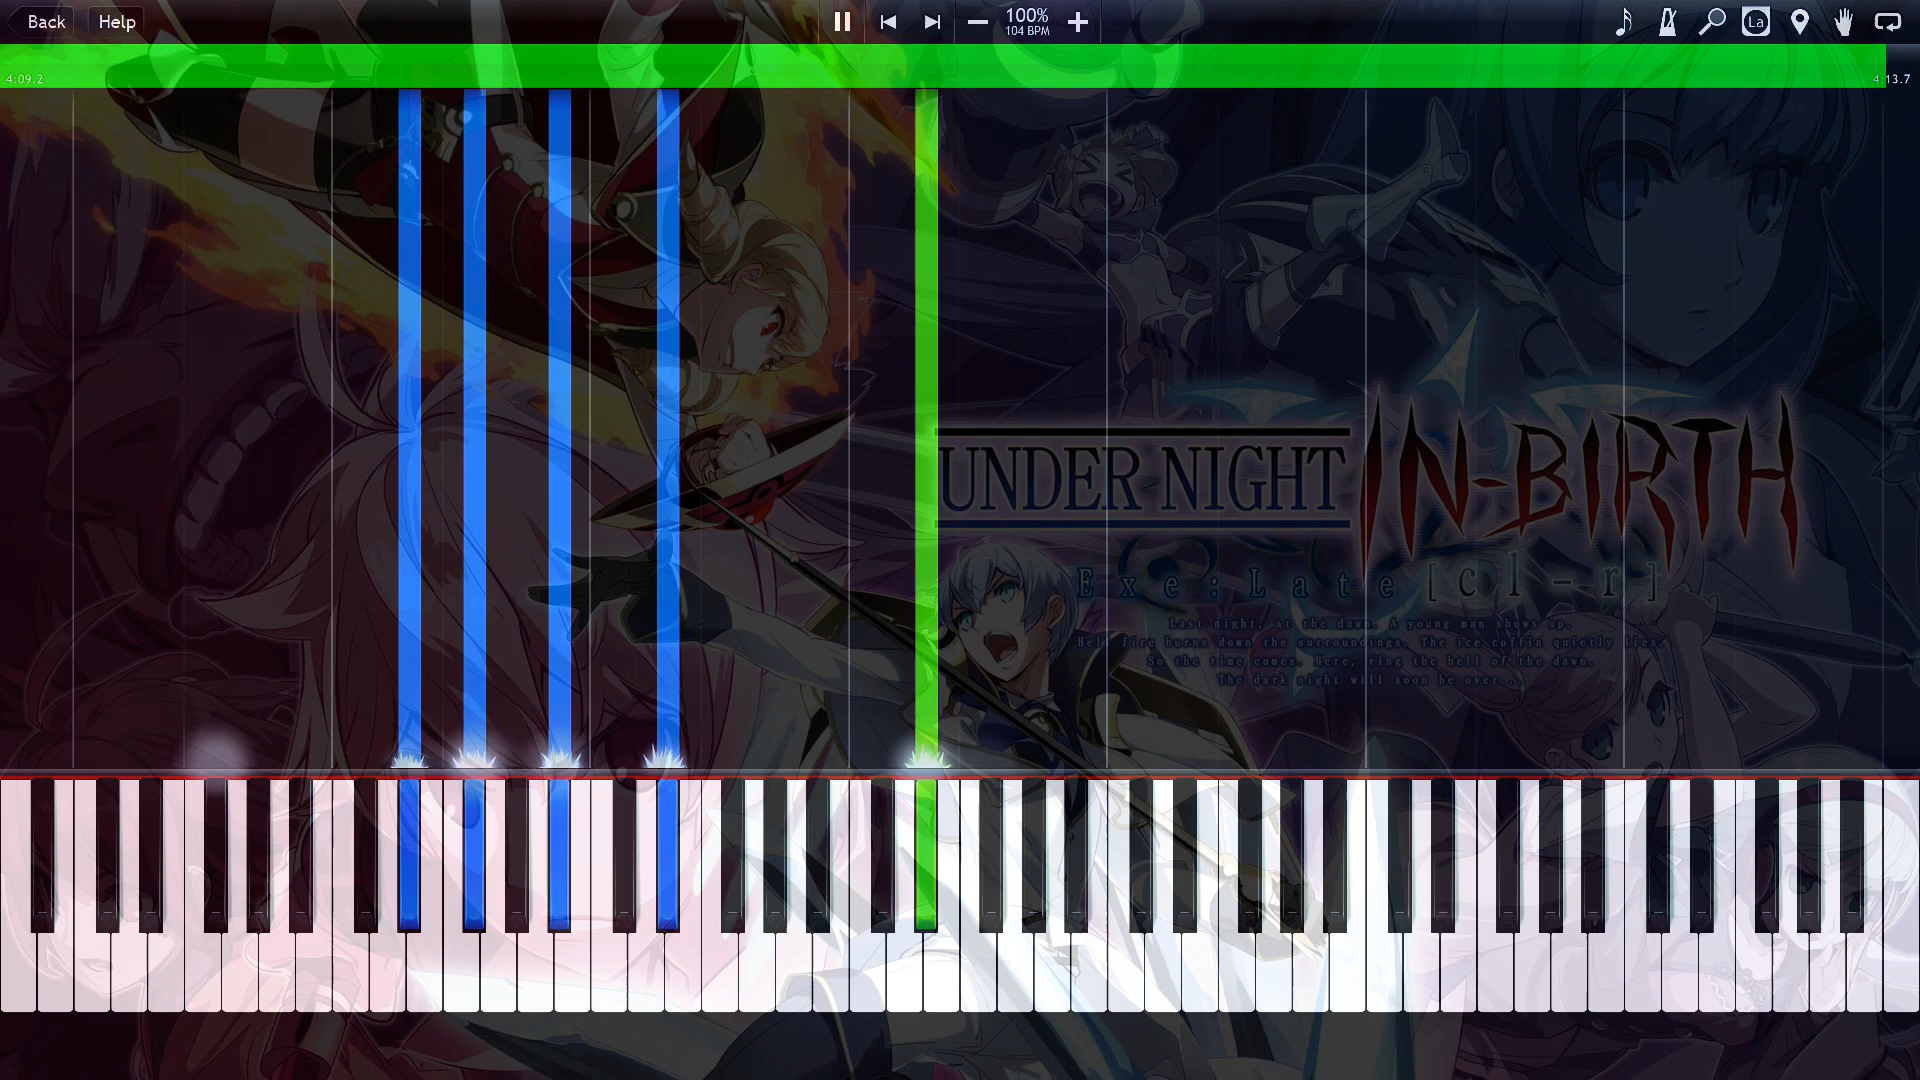 Back
Help
100%
104 BPM
La
4:09.2
4:13.7
UNDER NIGHT IN-BIRTH
Exe:Late[cl-r]
Last night, at the dawn. A young man shows up.
Hell fire burns down the surroundings. The ice coffin quietly lies.
So the time comes. Here, ring the bell of the dawn.
The dark night will soon be over...